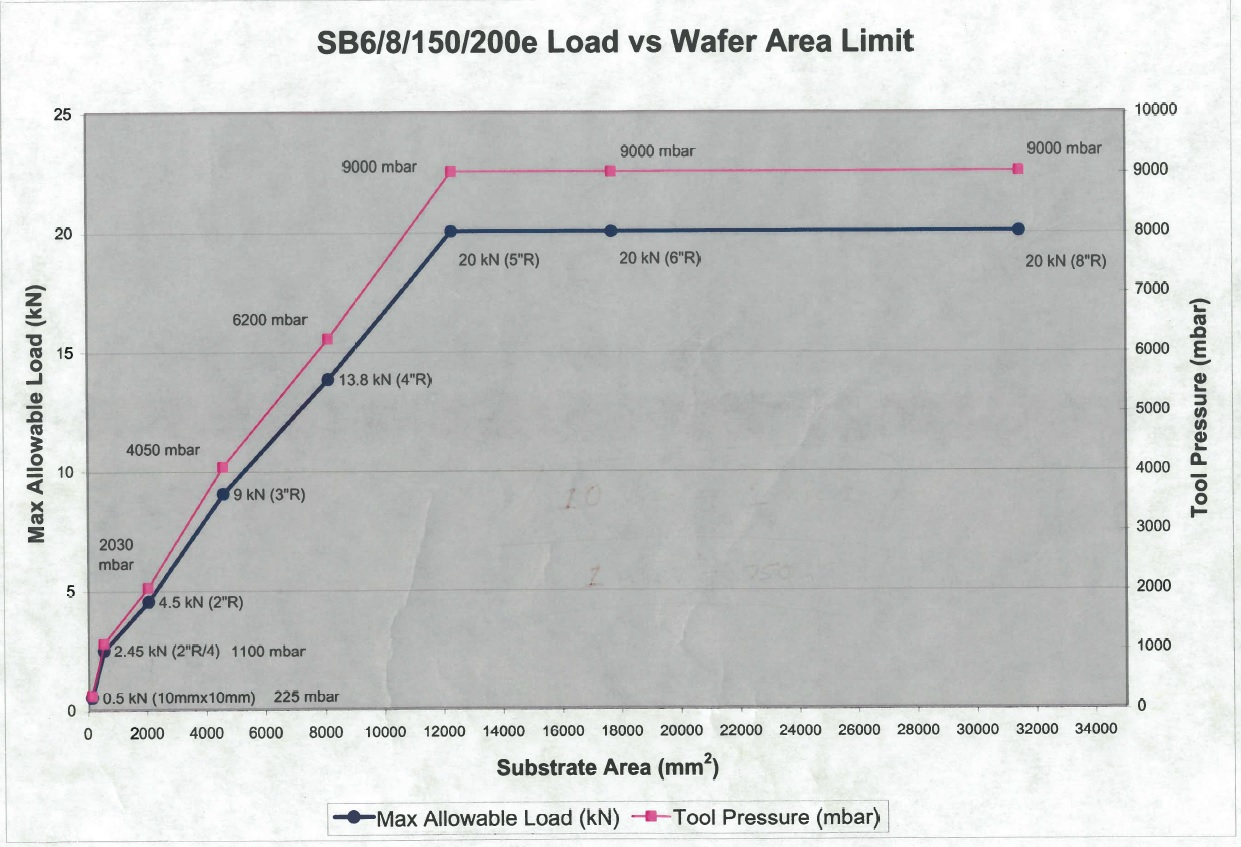 SB6/8/150/200e Load vs Wafer Area Limit
25
20
15
10
5
0
Max Allowable Load (kN)
10000
9000
8000
7000
6000
5000
4000
3000
2000
1000
0
Tool Pressure (mbar)
9000 mbar
9000 mbar
9000 mbar
20 kN (5"R)
20 kN (6"R)
20 kN (8"R)
6200 mbar
13.8 kN (4"R)
4050 mbar
9 kN (3"R)
10
2030
mbar
1
750
4.5 kN (2"R)
2.45 kN (2"R/4) 1100 mbar
0.5 kN (10mmx10mm) 225 mbar
0 2000 4000 6000 8000 10000 12000 14000 16000 18000 20000 22000 24000 26000 28000 30000 32000 34000
Substrate Area (mm²)
Max Allowable Load (kN) Tool Pressure (mbar)